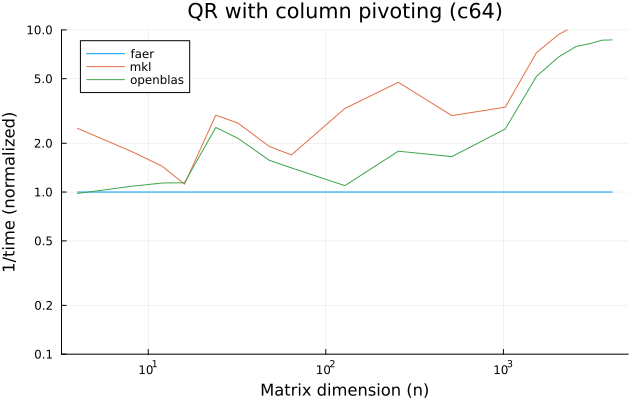 QR with column pivoting (c64)
10.0
5.0
2.0
1.0
0.5
0.2
0.1
1/time (normalized)
faer
mkl
openblas
10¹
10²
10³
Matrix dimension (n)